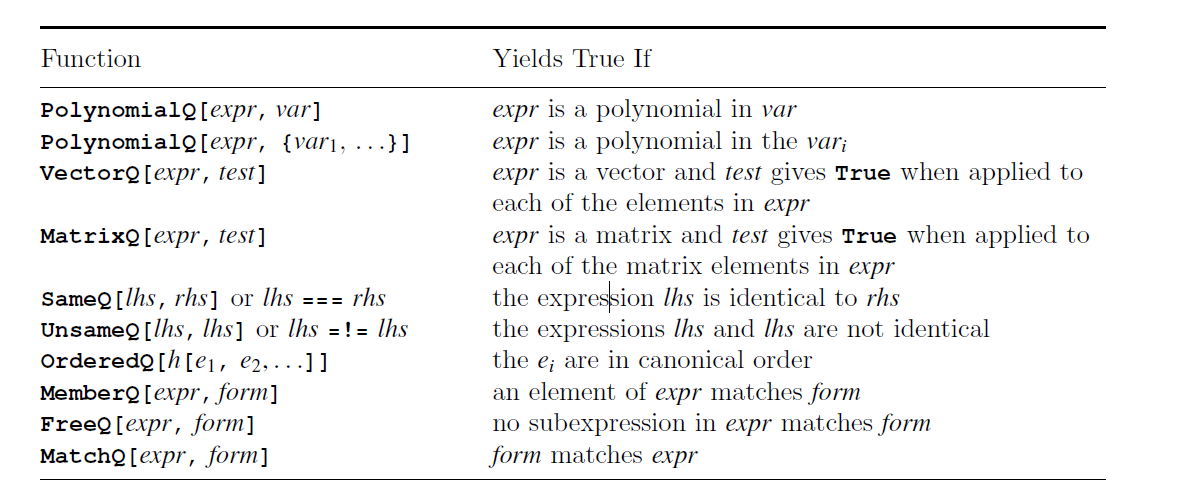 Function Yields True If
PolynomialQ[expr, var] expr is a polynomial in var
PolynomialQ[expr, {var₁, ...}] expr is a polynomial in the varᵢ
VectorQ[expr, test] expr is a vector and test gives True when applied to
each of the elements in expr
MatrixQ[expr, test] expr is a matrix and test gives True when applied to
each of the matrix elements in expr
SameQ[lhs, rhs] or lhs === rhs the expression lhs is identical to rhs
UnsameQ[lhs, lhs] or lhs =!= lhs the expressions lhs and lhs are not identical
OrderedQ[h[e₁, e₂,...]] the eᵢ are in canonical order
MemberQ[expr, form] an element of expr matches form
FreeQ[expr, form] no subexpression in expr matches form
MatchQ[expr, form] form matches expr